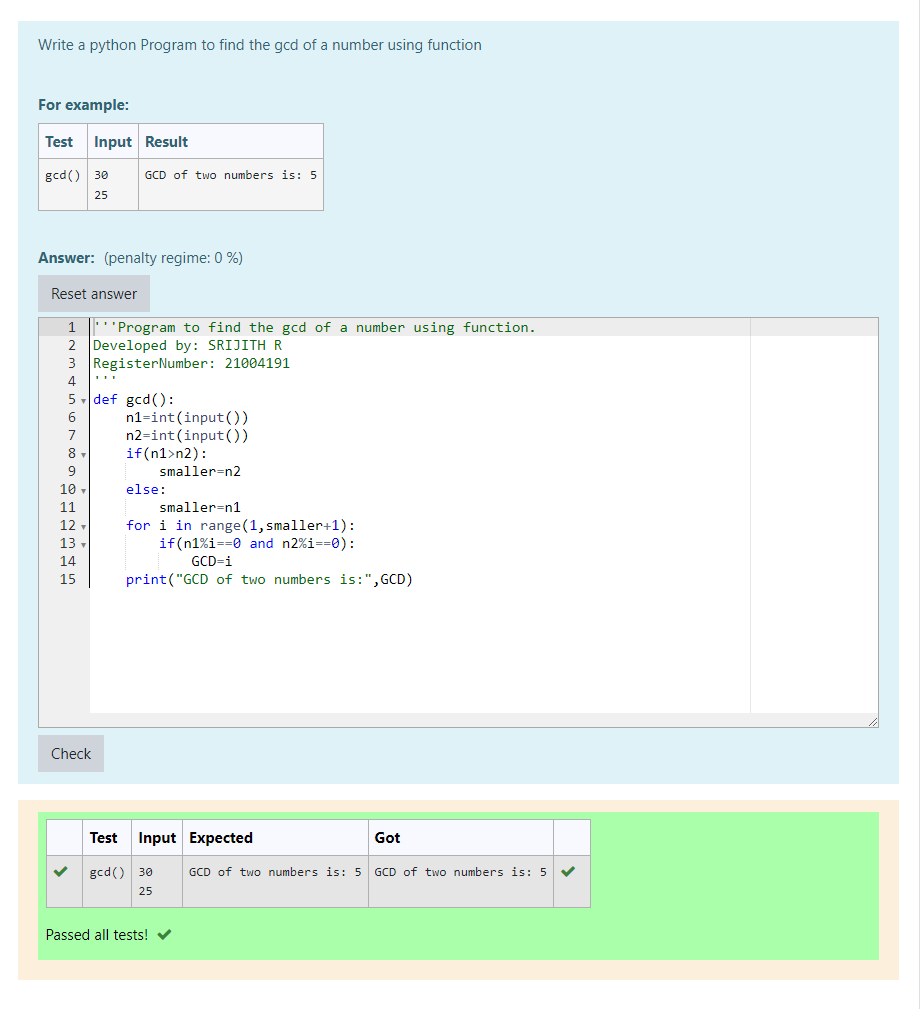 Write a python Program to find the gcd of a number using function
For example:
Test Input Result
gcd() 30 GCD of two numbers is: 5
25
Answer: (penalty regime: 0 %)
Reset answer
1 '''Program to find the gcd of a number using function.
2 Developed by: SRIJITH R
3 RegisterNumber: 21004191
4 '''
5 def gcd():
6     n1=int(input())
7     n2=int(input())
8     if(n1>n2):
9         smaller=n2
10     else:
11         smaller=n1
12     for i in range(1,smaller+1):
13         if(n1%i==0 and n2%i==0):
14             GCD=i
15     print("GCD of two numbers is:",GCD)
Check
Test Input Expected Got
gcd() 30 GCD of two numbers is: 5 GCD of two numbers is: 5
25
Passed all tests!